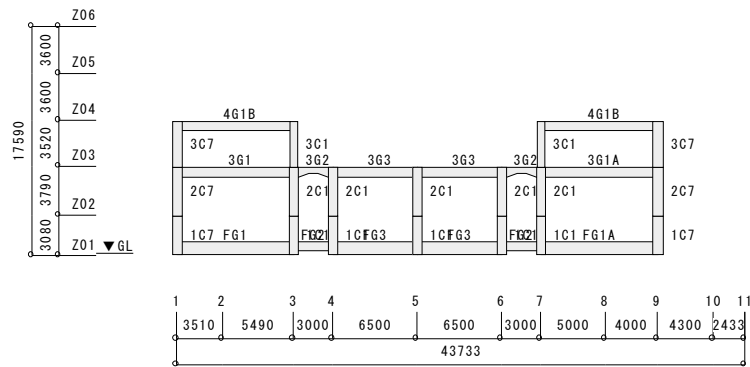 Z06
3600
Z05
3600
Z04
4G1B 4G1B
17590
3520
3C7 3C1 3C1 3C7
Z03
3G1 3G2 3G3 3G3 3G2 3G1A
3790
2C7 2C1 2C1 2C1 2C1 2C1 2C7
Z02
3080
1C7 FG1 FG3 FG3 1C1 FG1A 1C7
Z01 ▼GL
1 2 3 4 5 6 7 8 9 10 11
3510 5490 3000 6500 6500 3000 5000 4000 4300 2433
43733